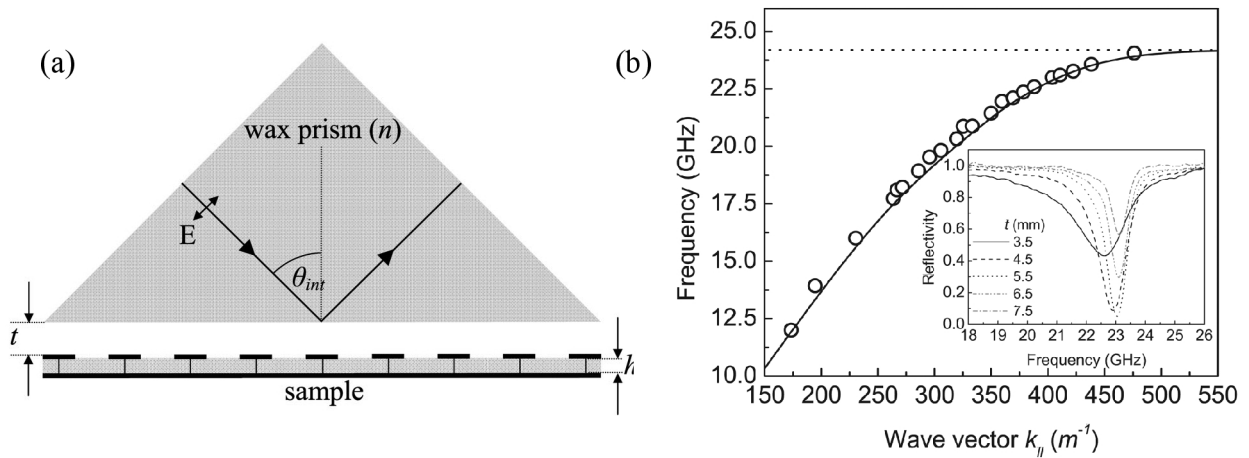 (a)
wax prism (n)
E
θint
t
h
sample
(b)
Frequency (GHz)
25.0
22.5
20.0
17.5
15.0
12.5
10.0
150 200 250 300 350 400 450 500 550
Wave vector k// (m-1)
Reflectivity
1.0
0.8
0.6
0.4
0.2
0.0
t (mm)
3.5
4.5
5.5
6.5
7.5
18 19 20 21 22 23 24 25 26
Frequency (GHz)